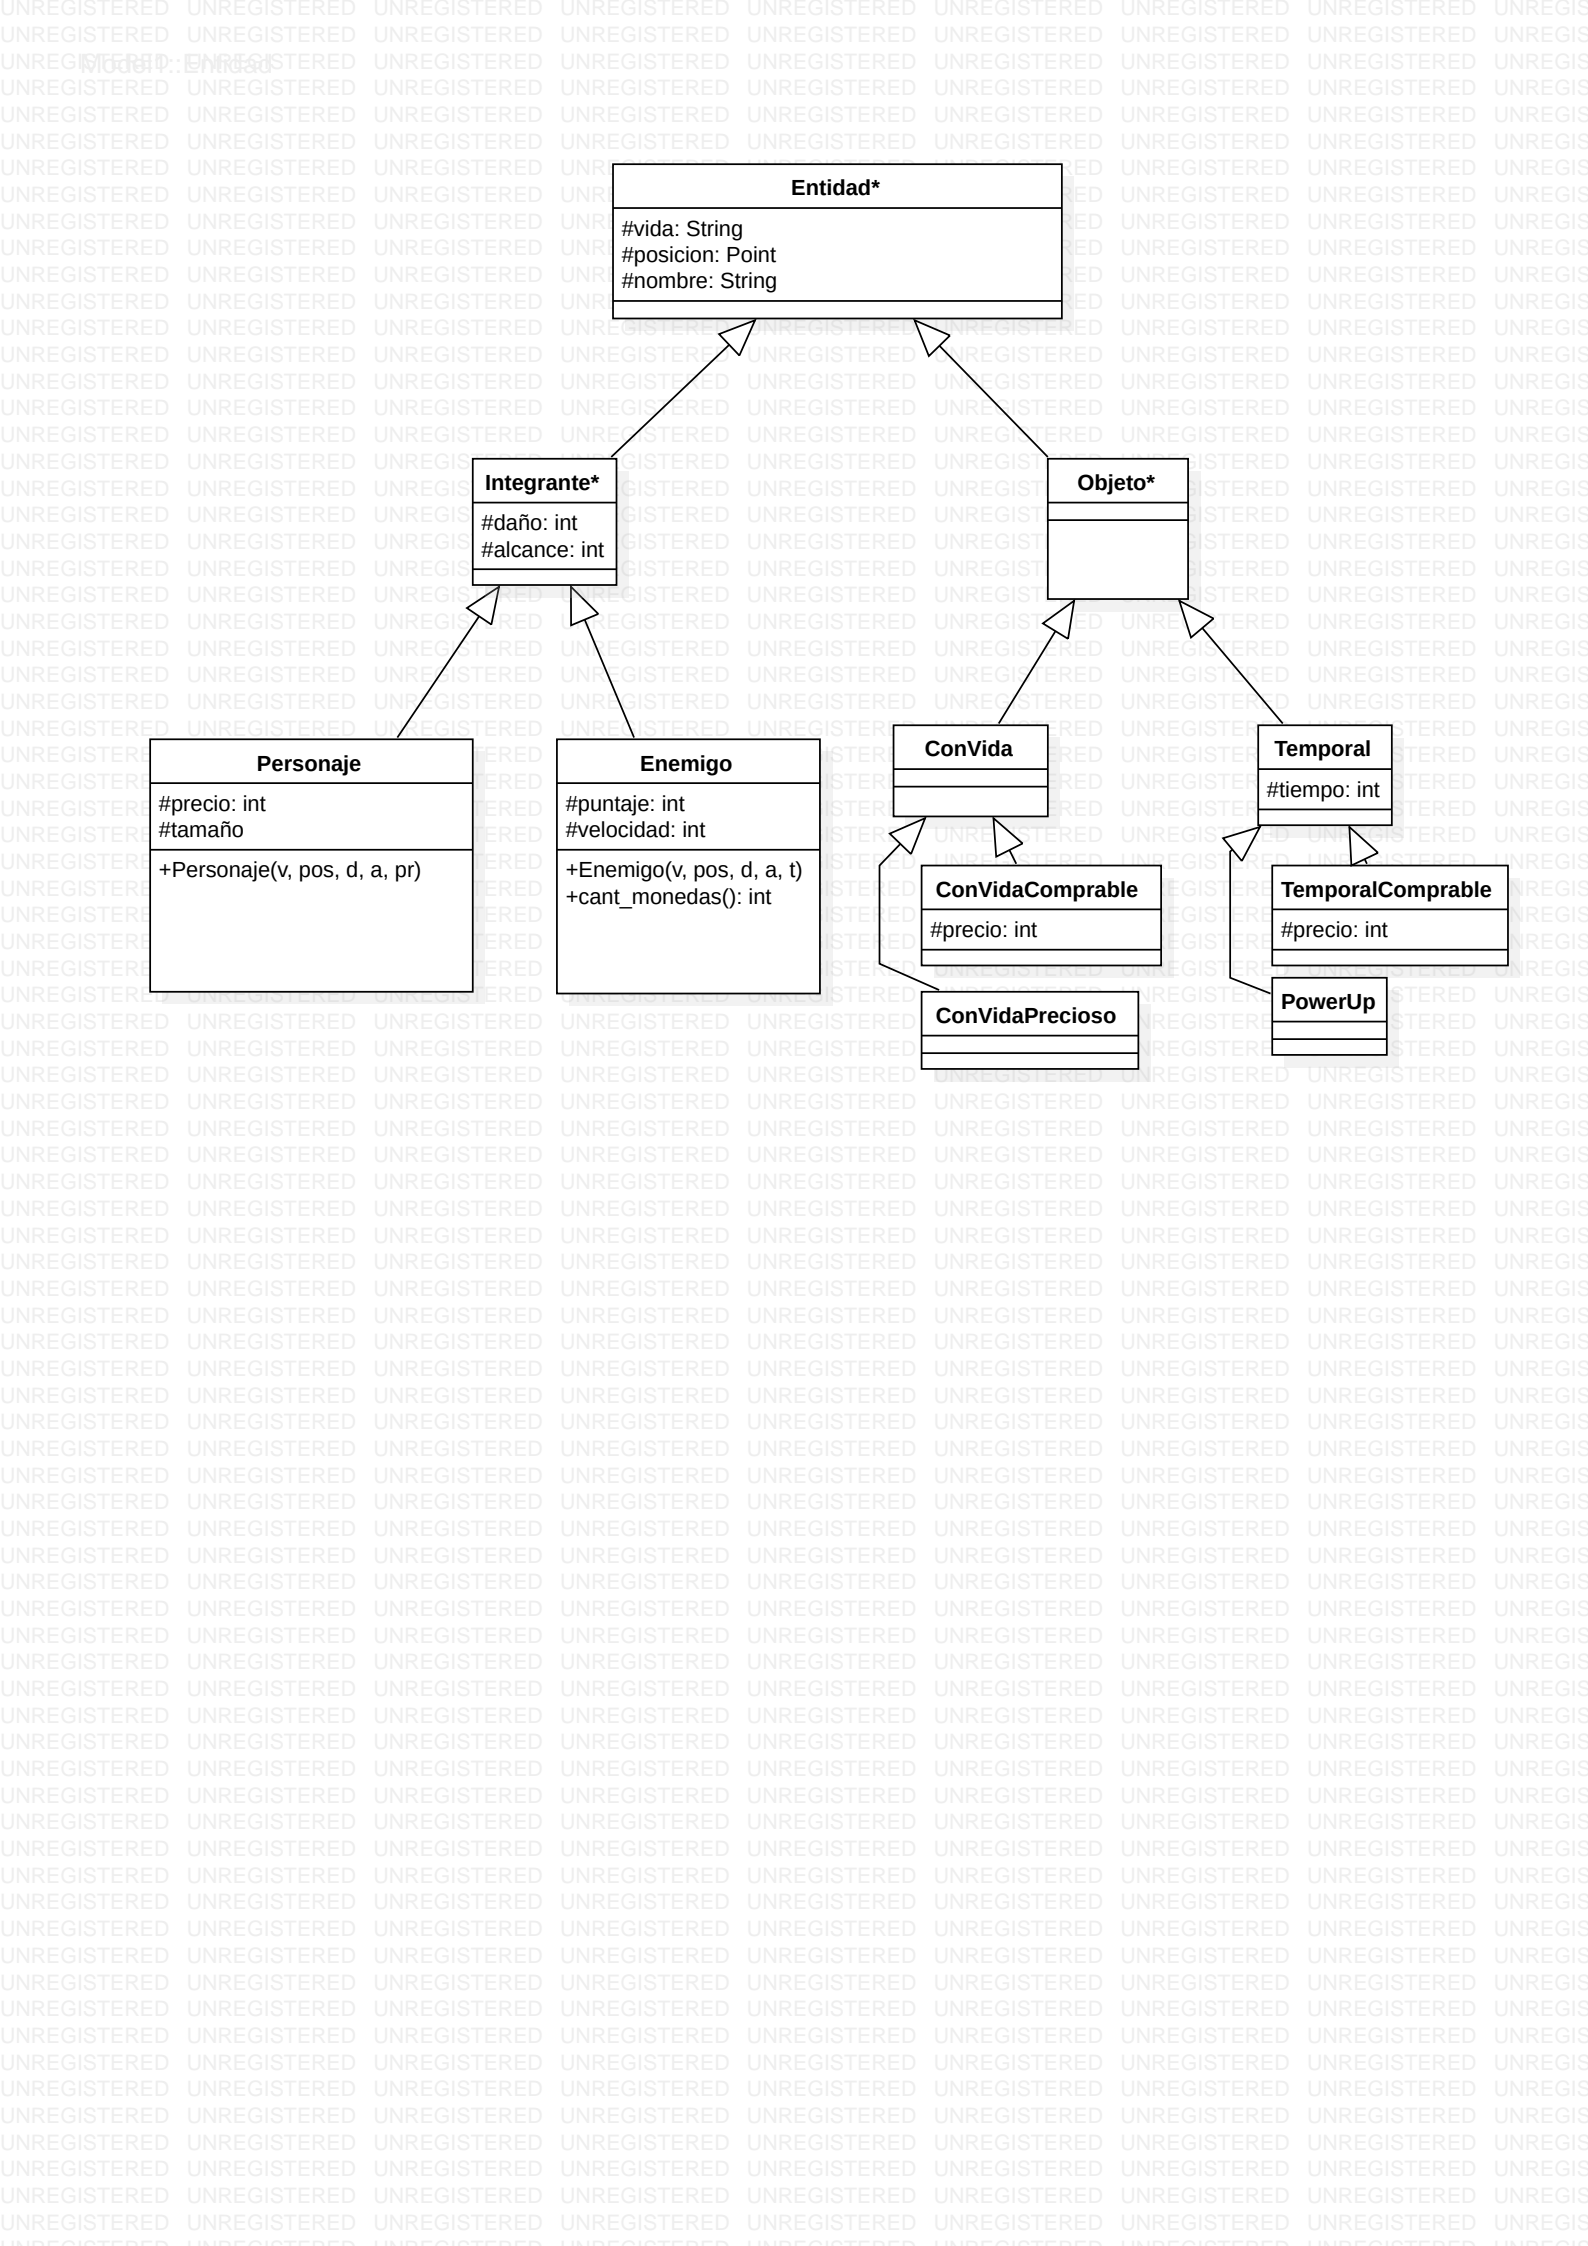 Model1::Entidad
Entidad*
#vida: String
#posicion: Point
#nombre: String
Integrante*
#daño: int
#alcance: int
Objeto*
Personaje
#precio: int
#tamaño
+Personaje(v, pos, d, a, pr)
Enemigo
#puntaje: int
#velocidad: int
+Enemigo(v, pos, d, a, t)
+cant_monedas(): int
ConVida
Temporal
#tiempo: int
ConVidaComprable
#precio: int
TemporalComprable
#precio: int
ConVidaPrecioso
PowerUp
UNREGISTERED